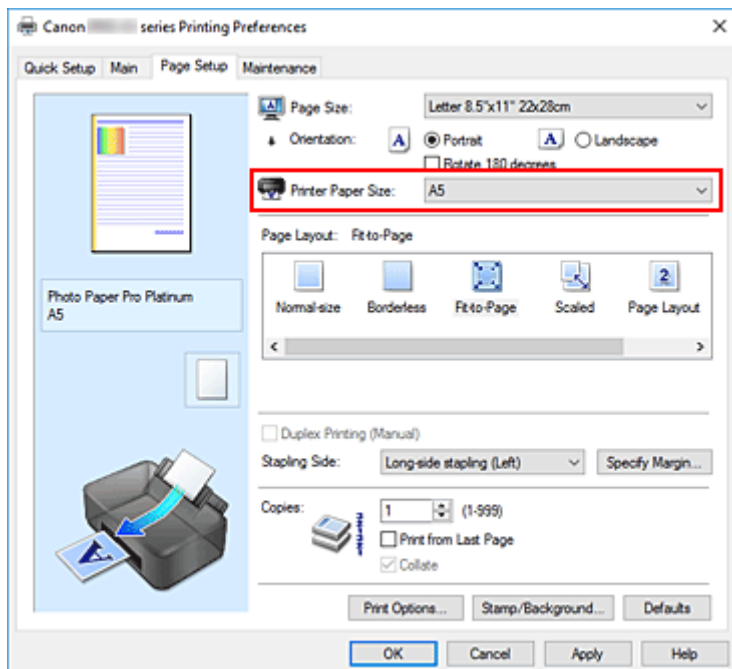 Canon series Printing Preferences
Quick Setup Main Page Setup Maintenance
Page Size: Letter 8.5"x11" 22x28cm
Orientation: A Portrait A Landscape
Rotate 180 degrees
Printer Paper Size: A5
Page Layout: Fit-to-Page
2
Normal-size Borderless Fit-to-Page Scaled Page Layout
Photo Paper Pro Platinum
A5
Duplex Printing (Manual)
Stapling Side: Long-side stapling (Left) Specify Margin...
Copies: 1 (1-999)
Print from Last Page
Collate
A
Print Options... Stamp/Background... Defaults
OK Cancel Apply Help